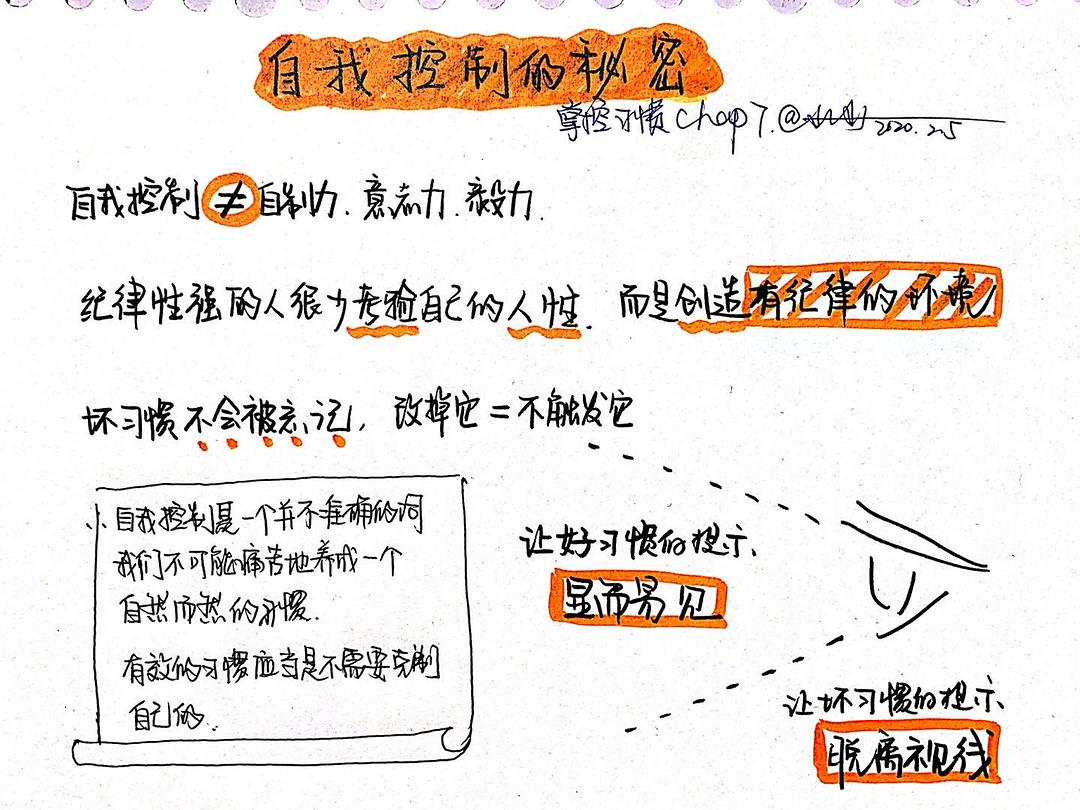 自我控制的秘密.
掌控习惯Chap7.@
2020.2.5
自我控制≠自制力、意志力、毅力.
纪律性强的人很少考验自己的人性. 而是创造有纪律的环境
坏习惯不会被忘记, 改掉它=不触发它
自我控制是一个并不准确的词
我们不可能痛苦地养成一个
自然而然的习惯.
有效的习惯应当是不需要克制
自己的.
让好习惯的提示、
显而易见
让坏习惯的提示、
脱离视线